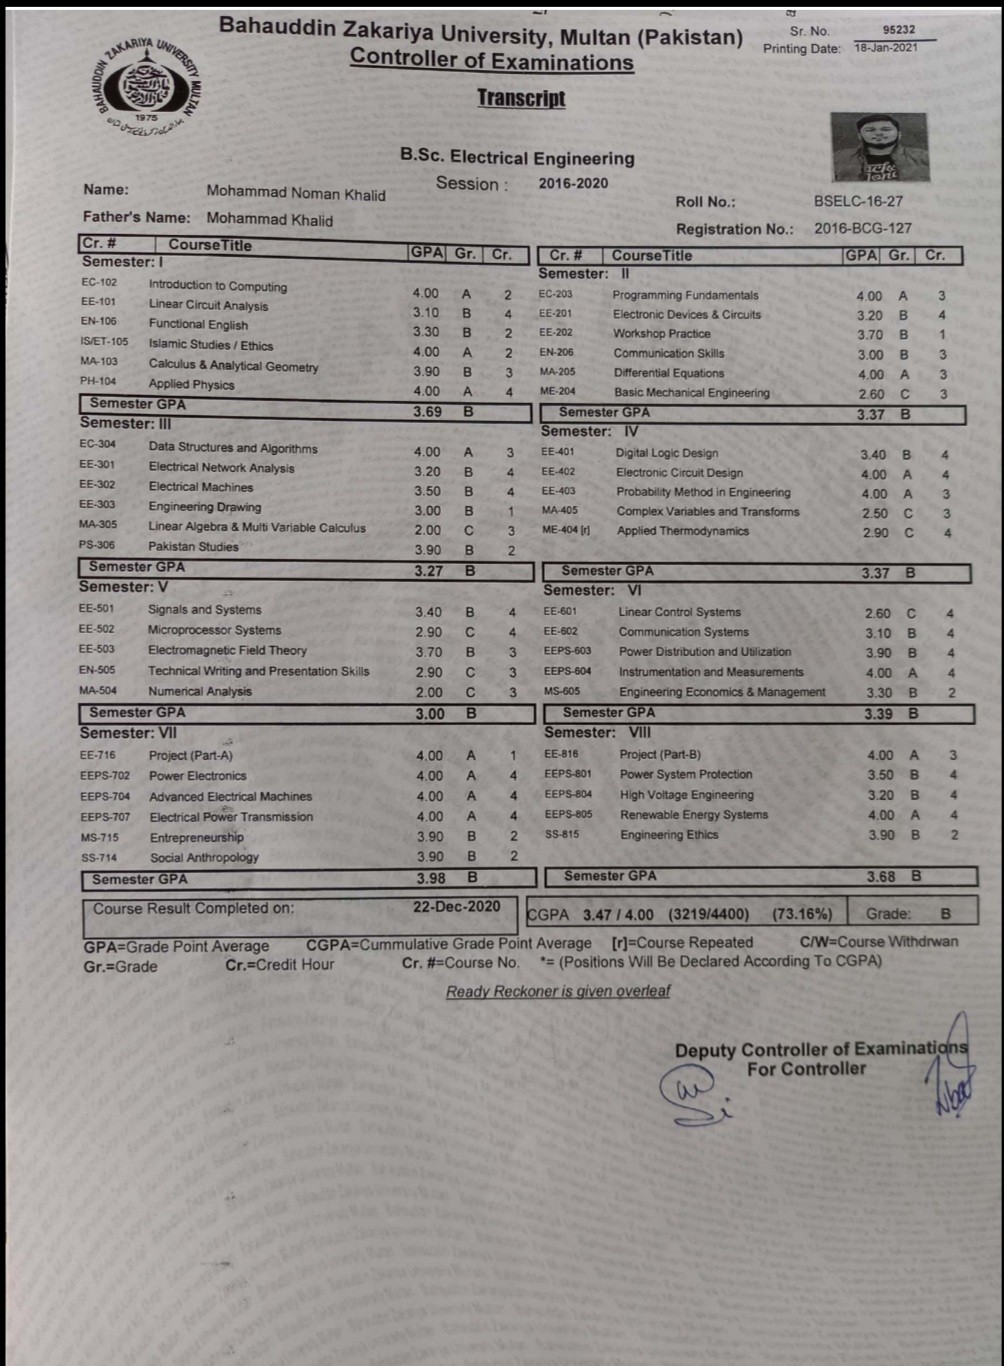 Bahauddin Zakariya University, Multan (Pakistan)
Controller of Examinations
Transcript
Sr. No. 95232
Printing Date: 18-Jan-2021
BAHAUDDIN ZAKARIYA UNIVERSITY MULTAN
1975
B.Sc. Electrical Engineering
Session : 2016-2020
Name: Mohammad Noman Khalid
Father's Name: Mohammad Khalid
Roll No.: BSELC-16-27
Registration No.: 2016-BCG-127
Cr. # CourseTitle GPA Gr. Cr.
Semester: I
EC-102 Introduction to Computing 4.00 A 2
EE-101 Linear Circuit Analysis 3.10 B 4
EN-106 Functional English 3.30 B 2
IS/ET-105 Islamic Studies / Ethics 4.00 A 2
MA-103 Calculus & Analytical Geometry 3.90 B 3
PH-104 Applied Physics 4.00 A 4
Semester GPA 3.69 B
Cr. # CourseTitle GPA Gr. Cr.
Semester: II
EC-203 Programming Fundamentals 4.00 A 3
EE-201 Electronic Devices & Circuits 3.20 B 4
EE-202 Workshop Practice 3.70 B 1
EN-206 Communication Skills 3.00 B 3
MA-205 Differential Equations 4.00 A 3
ME-204 Basic Mechanical Engineering 2.60 C 3
Semester GPA 3.37 B
Semester: III
EC-304 Data Structures and Algorithms 4.00 A 3
EE-301 Electrical Network Analysis 3.20 B 4
EE-302 Electrical Machines 3.50 B 4
EE-303 Engineering Drawing 3.00 B 1
MA-305 Linear Algebra & Multi Variable Calculus 2.00 C 3
PS-306 Pakistan Studies 3.90 B 2
Semester GPA 3.27 B
Semester: IV
EE-401 Digital Logic Design 3.40 B 4
EE-402 Electronic Circuit Design 4.00 A 4
EE-403 Probability Method in Engineering 4.00 A 3
MA-405 Complex Variables and Transforms 2.50 C 3
ME-404 [r] Applied Thermodynamics 2.90 C 4
Semester GPA 3.37 B
Semester: V
EE-501 Signals and Systems 3.40 B 4
EE-502 Microprocessor Systems 2.90 C 4
EE-503 Electromagnetic Field Theory 3.70 B 3
EN-505 Technical Writing and Presentation Skills 2.90 C 3
MA-504 Numerical Analysis 2.00 C 3
Semester GPA 3.00 B
Semester: VI
EE-601 Linear Control Systems 2.60 C 4
EE-602 Communication Systems 3.10 B 4
EEPS-603 Power Distribution and Utilization 3.90 B 4
EEPS-604 Instrumentation and Measurements 4.00 A 4
MS-605 Engineering Economics & Management 3.30 B 2
Semester GPA 3.39 B
Semester: VII
EE-716 Project (Part-A) 4.00 A 1
EEPS-702 Power Electronics 4.00 A 4
EEPS-704 Advanced Electrical Machines 4.00 A 4
EEPS-707 Electrical Power Transmission 4.00 A 4
MS-715 Entrepreneurship 3.90 B 2
SS-714 Social Anthropology 3.90 B 2
Semester GPA 3.98 B
Semester: VIII
EE-816 Project (Part-B) 4.00 A 3
EEPS-801 Power System Protection 3.50 B 4
EEPS-804 High Voltage Engineering 3.20 B 4
EEPS-805 Renewable Energy Systems 4.00 A 4
SS-815 Engineering Ethics 3.90 B 2
Semester GPA 3.68 B
Course Result Completed on: 22-Dec-2020
CGPA 3.47 / 4.00 (3219/4400) (73.16%) Grade: B
GPA=Grade Point Average CGPA=Cummulative Grade Point Average [r]=Course Repeated C/W=Course Withdrwan
Gr.=Grade Cr.=Credit Hour Cr. #=Course No. *= (Positions Will Be Declared According To CGPA)
Ready Reckoner is given overleaf
Deputy Controller of Examinations
For Controller